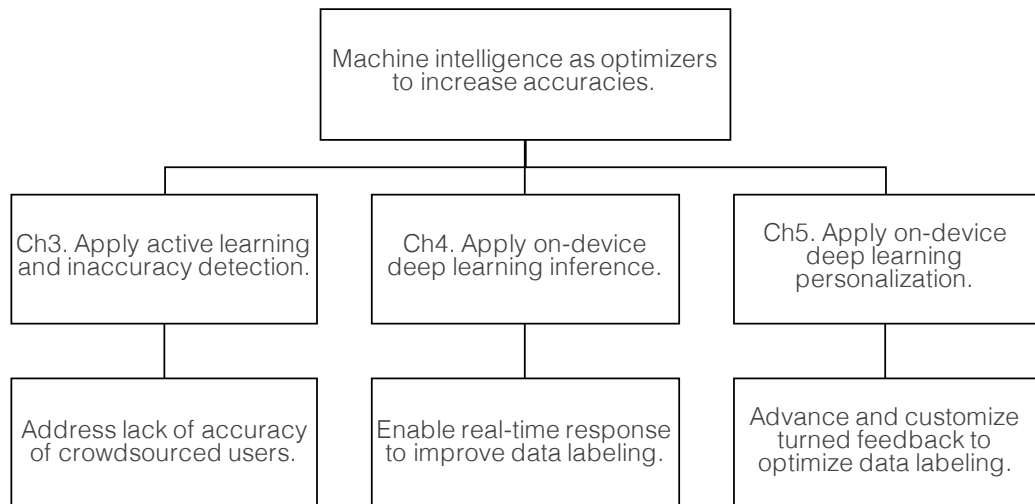 Machine intelligence as optimizers
to increase accuracies.
Ch3. Apply active learning
and inaccuracy detection.
Ch4. Apply on-device
deep learning inference.
Ch5. Apply on-device
deep learning
personalization.
Address lack of accuracy
of crowdsourced users.
Enable real-time response
to improve data labeling.
Advance and customize
turned feedback to
optimize data labeling.